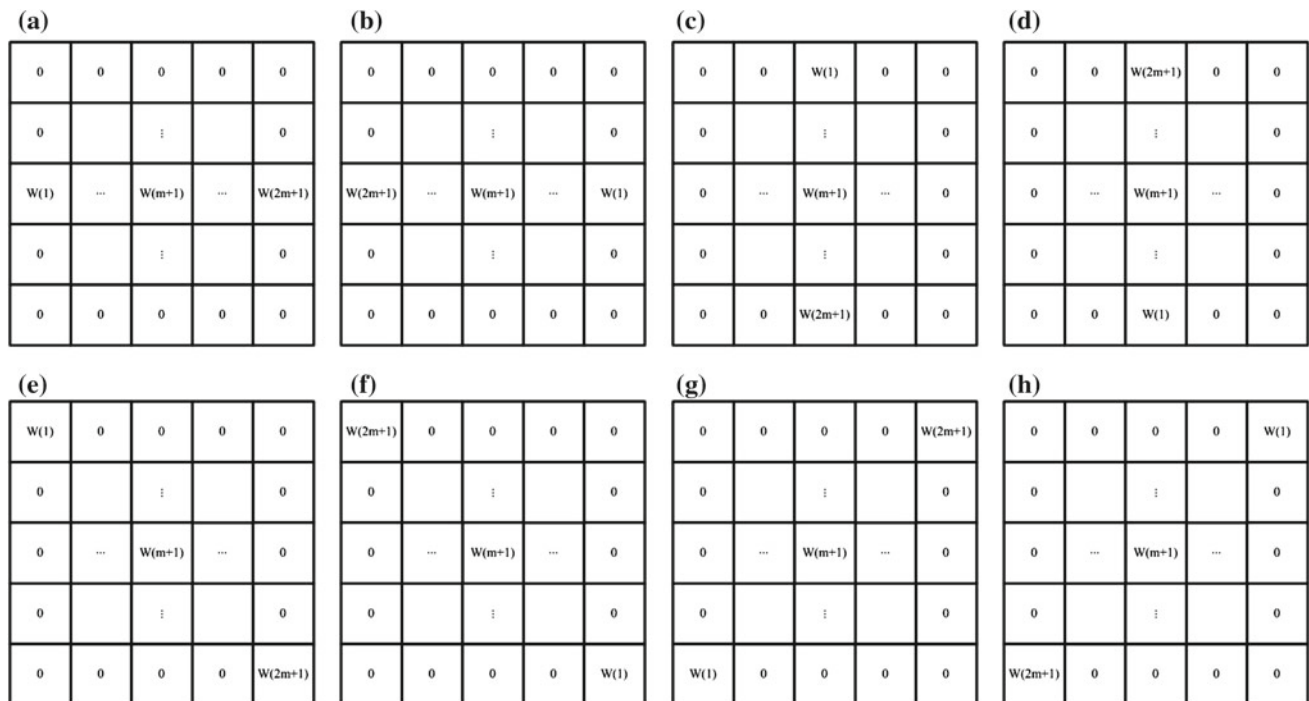 (a) (b) (c) (d)
0 0 0 0 0 0 0 0 0 0 0 0 W(1) 0 0 0 0 W(2m+1) 0 0
0 ⋮ 0 0 ⋮ 0 0 ⋮ 0 0 ⋮ 0
W(1) ... W(m+1) ... W(2m+1) W(2m+1) ... W(m+1) ... W(1) 0 ... W(m+1) ... 0 0 ... W(m+1) ... 0
0 ⋮ 0 0 ⋮ 0 0 ⋮ 0 0 ⋮ 0
0 0 0 0 0 0 0 0 0 0 0 0 W(2m+1) 0 0 0 0 W(1) 0 0
(e) (f) (g) (h)
W(1) 0 0 0 0 W(2m+1) 0 0 0 0 0 0 0 0 W(2m+1) 0 0 0 0 W(1)
0 ⋮ 0 0 ⋮ 0 0 ⋮ 0 0 ⋮ 0
0 ... W(m+1) ... 0 0 ... W(m+1) ... 0 0 ... W(m+1) ... 0 0 ... W(m+1) ... 0
0 ⋮ 0 0 ⋮ 0 0 ⋮ 0 0 ⋮ 0
0 0 0 0 W(2m+1) 0 0 0 0 W(1) W(1) 0 0 0 0 W(2m+1) 0 0 0 0